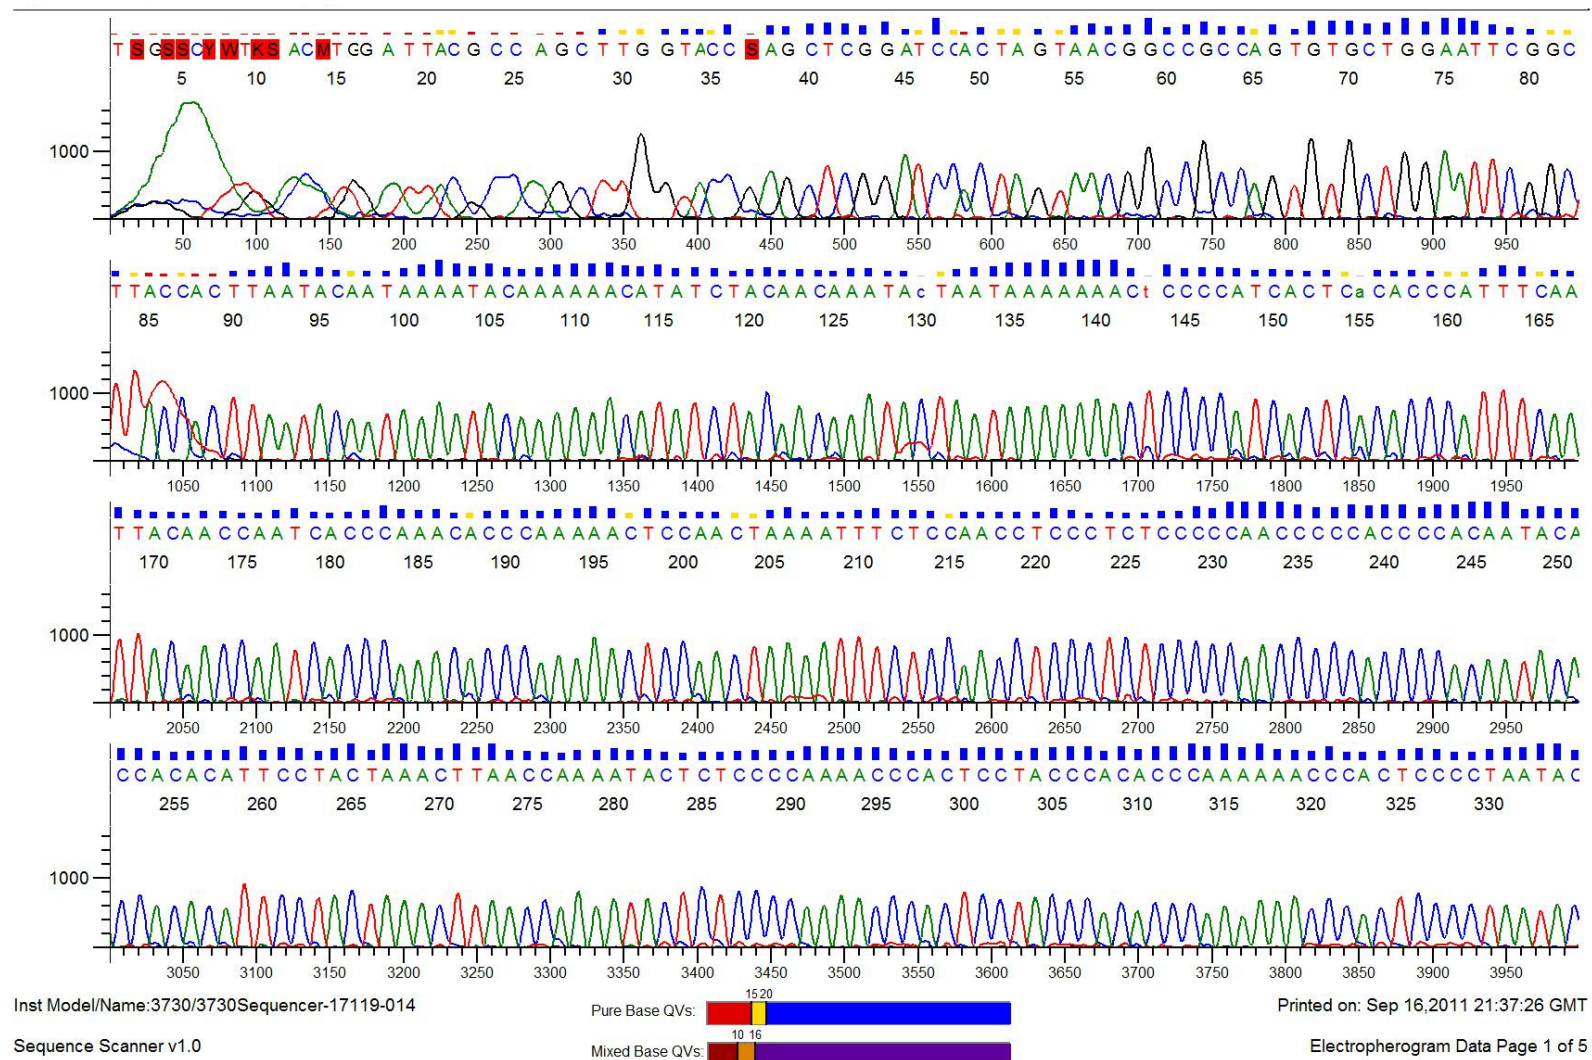 T S G S S C Y W T K S A C M T G G A T T A C G C C A G C T T G G T A C C S A G C T C G G A T C C A C T A G T A A C G G C C G C C A G T G T G C T G G A A T T C G G C
5 10 15 20 25 30 35 40 45 50 55 60 65 70 75 80
1000
50 100 150 200 250 300 350 400 450 500 550 600 650 700 750 800 850 900 950
T T A C C A C T T A A T A C A A T A A A A T A C A A A A A A C A T A T C T A C A A C A A A T A c T A A T A A A A A A A C t C C C C A T C A C T C a C A C C C A T T T C A A
85 90 95 100 105 110 115 120 125 130 135 140 145 150 155 160 165
1000
1050 1100 1150 1200 1250 1300 1350 1400 1450 1500 1550 1600 1650 1700 1750 1800 1850 1900 1950
T T A C A A C C A A T C A C C C A A A C A C C C A A A A A C T C C A A C T A A A A T T T C T C C A A C C T C C C T C T C C C C C A A C C C C C A C C C C A C A A T A C A
170 175 180 185 190 195 200 205 210 215 220 225 230 235 240 245 250
1000
2050 2100 2150 2200 2250 2300 2350 2400 2450 2500 2550 2600 2650 2700 2750 2800 2850 2900 2950
C C A C A C A T T C C T A C T A A A C T T A A C C A A A A T A C T C T C C C C A A A A C C C A C T C C T A C C C A C A C C C A A A A A A C C C A C T C C C C T A A T A C
255 260 265 270 275 280 285 290 295 300 305 310 315 320 325 330
1000
3050 3100 3150 3200 3250 3300 3350 3400 3450 3500 3550 3600 3650 3700 3750 3800 3850 3900 3950
Inst Model/Name:3730/3730Sequencer-17119-014
Pure Base QVs: 15 20
Printed on: Sep 16,2011 21:37:26 GMT
Sequence Scanner v1.0
Mixed Base QVs: 10 16
Electropherogram Data Page 1 of 5